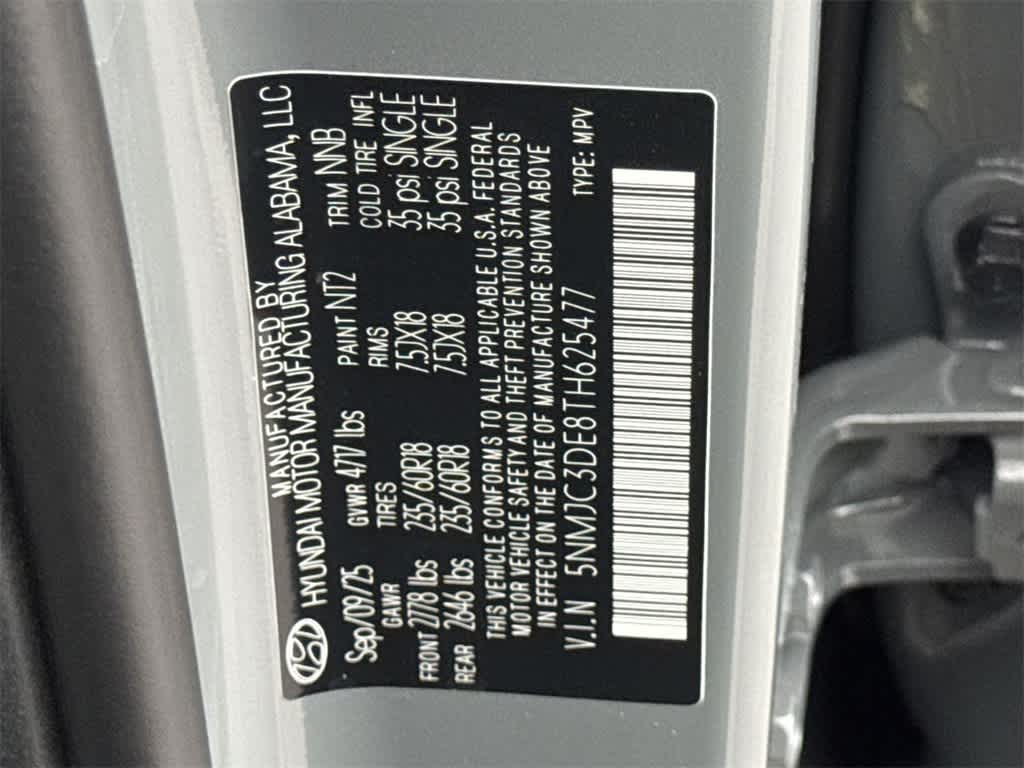 MANUFACTURED BY
HYUNDAI MOTOR MANUFACTURING ALABAMA, LLC
Sep/09/25 GVWR 4717 lbs PAINT NT2 TRIM NNB
GAWR TIRES RMS COLD TIRE INFL
FRONT 2778 lbs 235/60R18 7.5JX18 35 psi SINGLE
REAR 2646 lbs 235/60R18 7.5JX18 35 psi SINGLE
THIS VEHICLE CONFORMS TO ALL APPLICABLE U.S.A. FEDERAL
MOTOR VEHICLE SAFETY AND THEFT PREVENTION STANDARDS
IN EFFECT ON THE DATE OF MANUFACTURE SHOWN ABOVE
V.I.N 5NMJC3DE8TH625477 TYPE: MPV